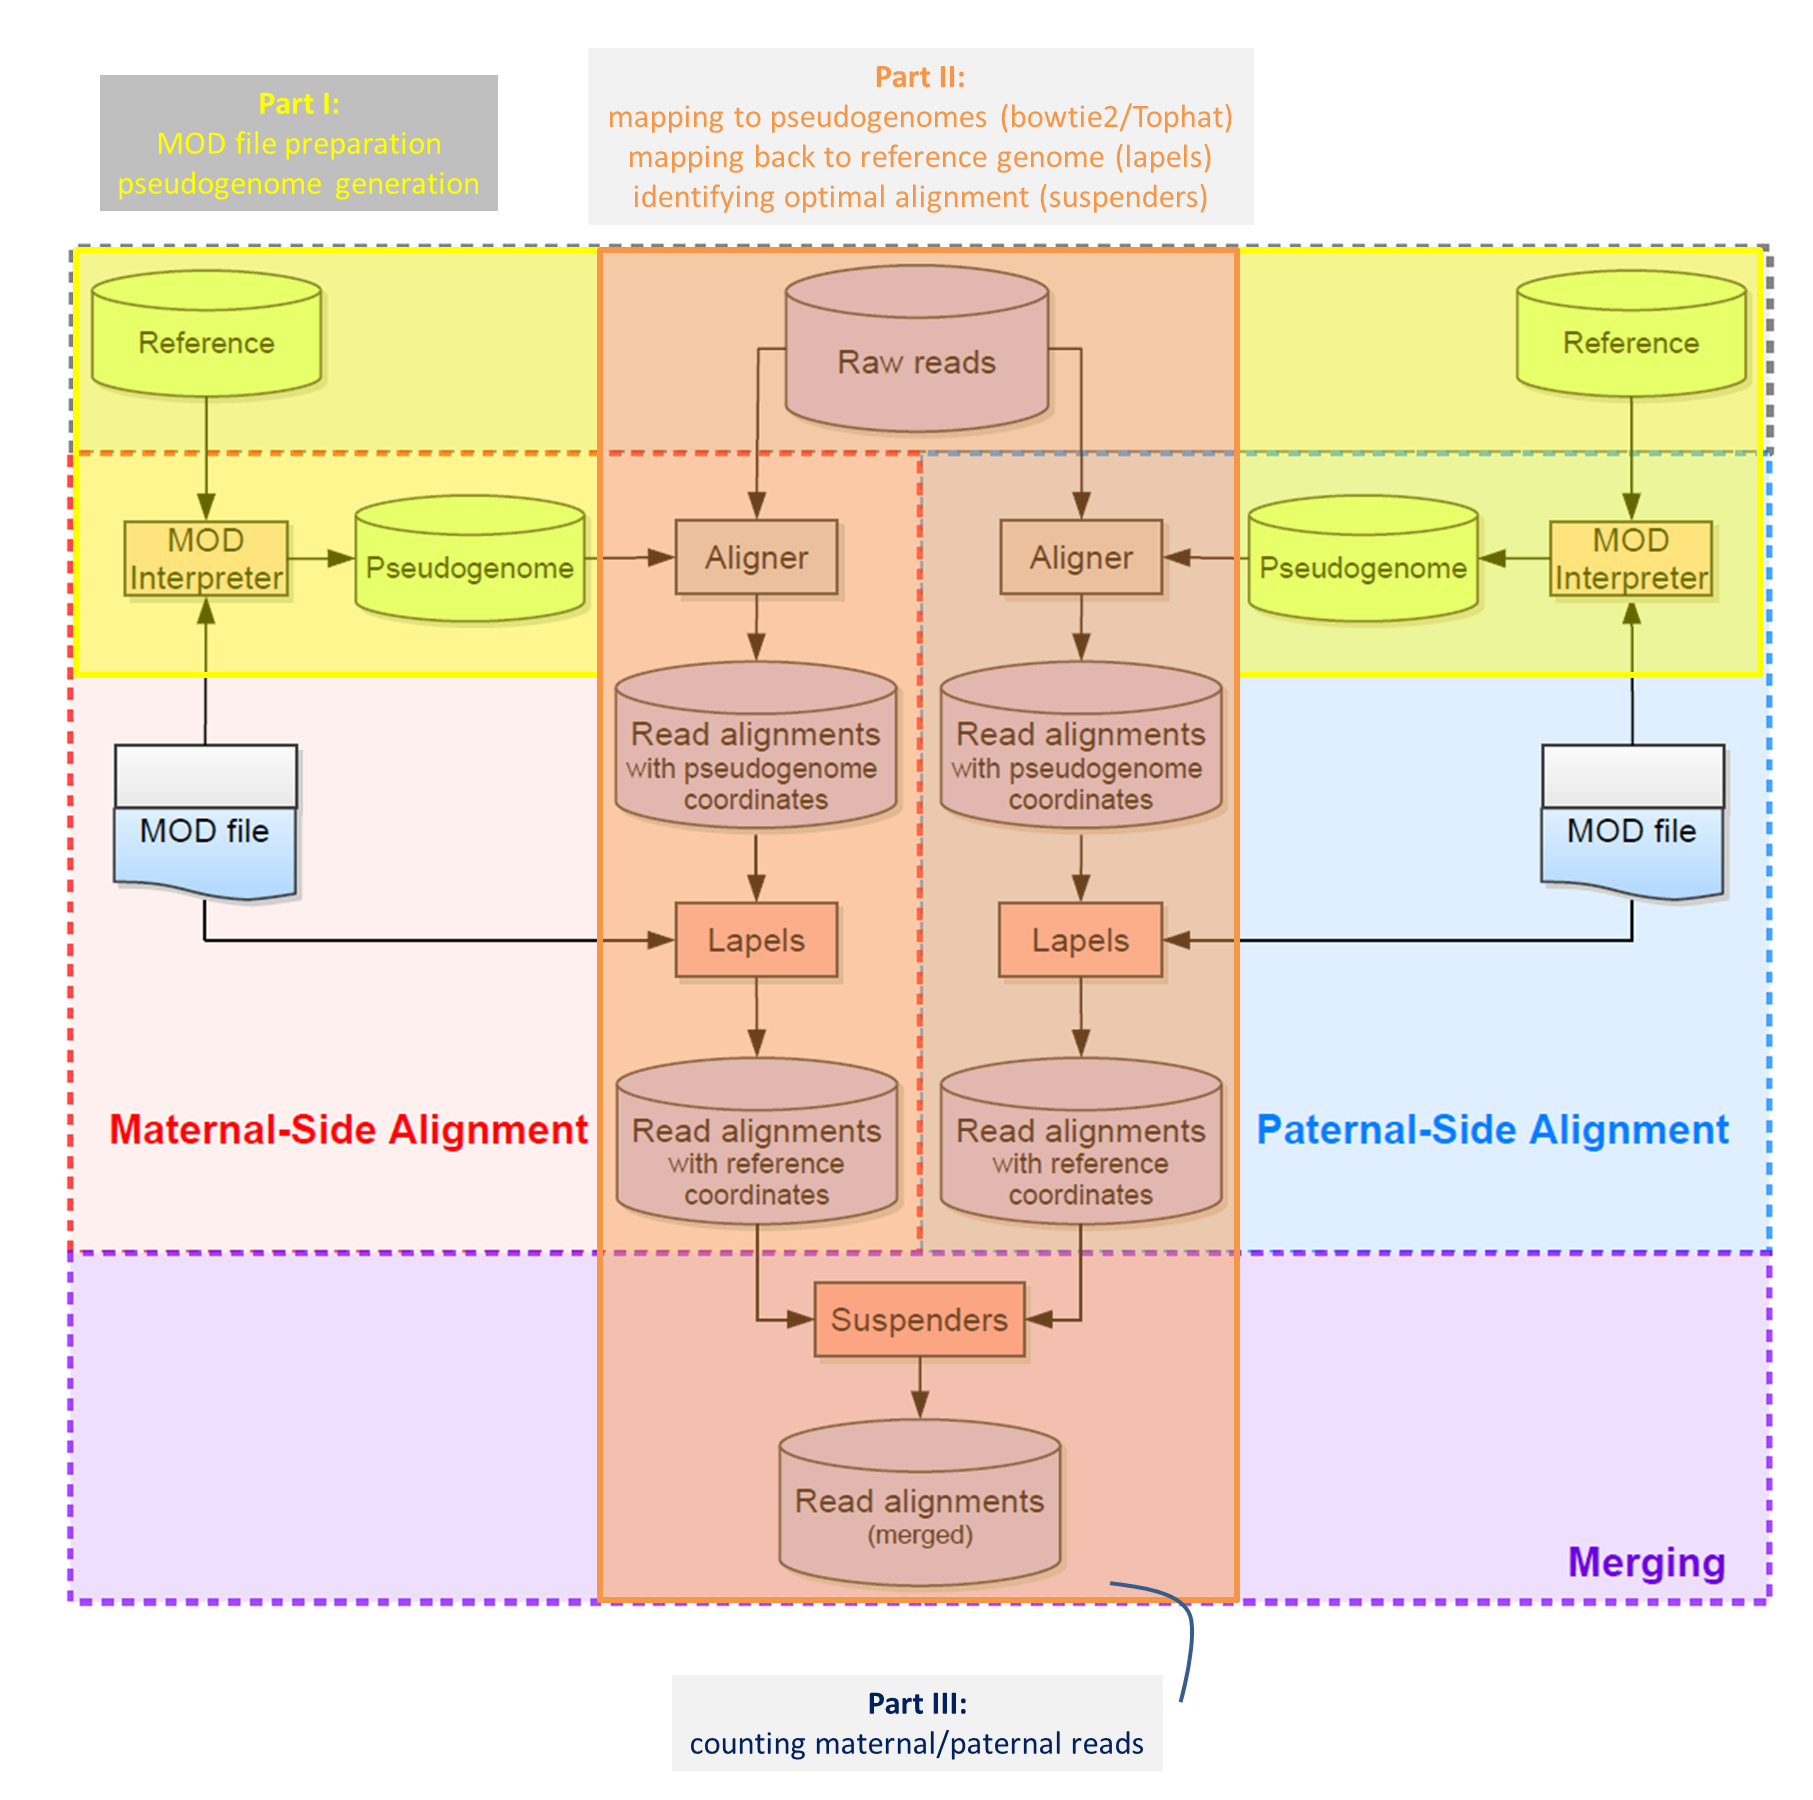 Part I:
MOD file preparation
pseudogenome generation
Part II:
mapping to pseudogenomes (bowtie2/Tophat)
mapping back to reference genome (lapels)
identifying optimal alignment (suspenders)
Reference
Raw reads
Reference
MOD
Interpreter
Pseudogenome
Aligner
Aligner
Pseudogenome
MOD
Interpreter
Read alignments
with pseudogenome
coordinates
Read alignments
with pseudogenome
coordinates
MOD file
MOD file
Lapels
Lapels
Maternal-Side Alignment
Read alignments
with reference
coordinates
Read alignments
with reference
coordinates
Paternal-Side Alignment
Suspenders
Read alignments
(merged)
Merging
Part III:
counting maternal/paternal reads